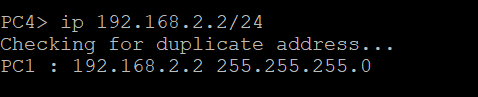 PC4> ip 192.168.2.2/24
Checking for duplicate address...
PC1 : 192.168.2.2 255.255.255.0